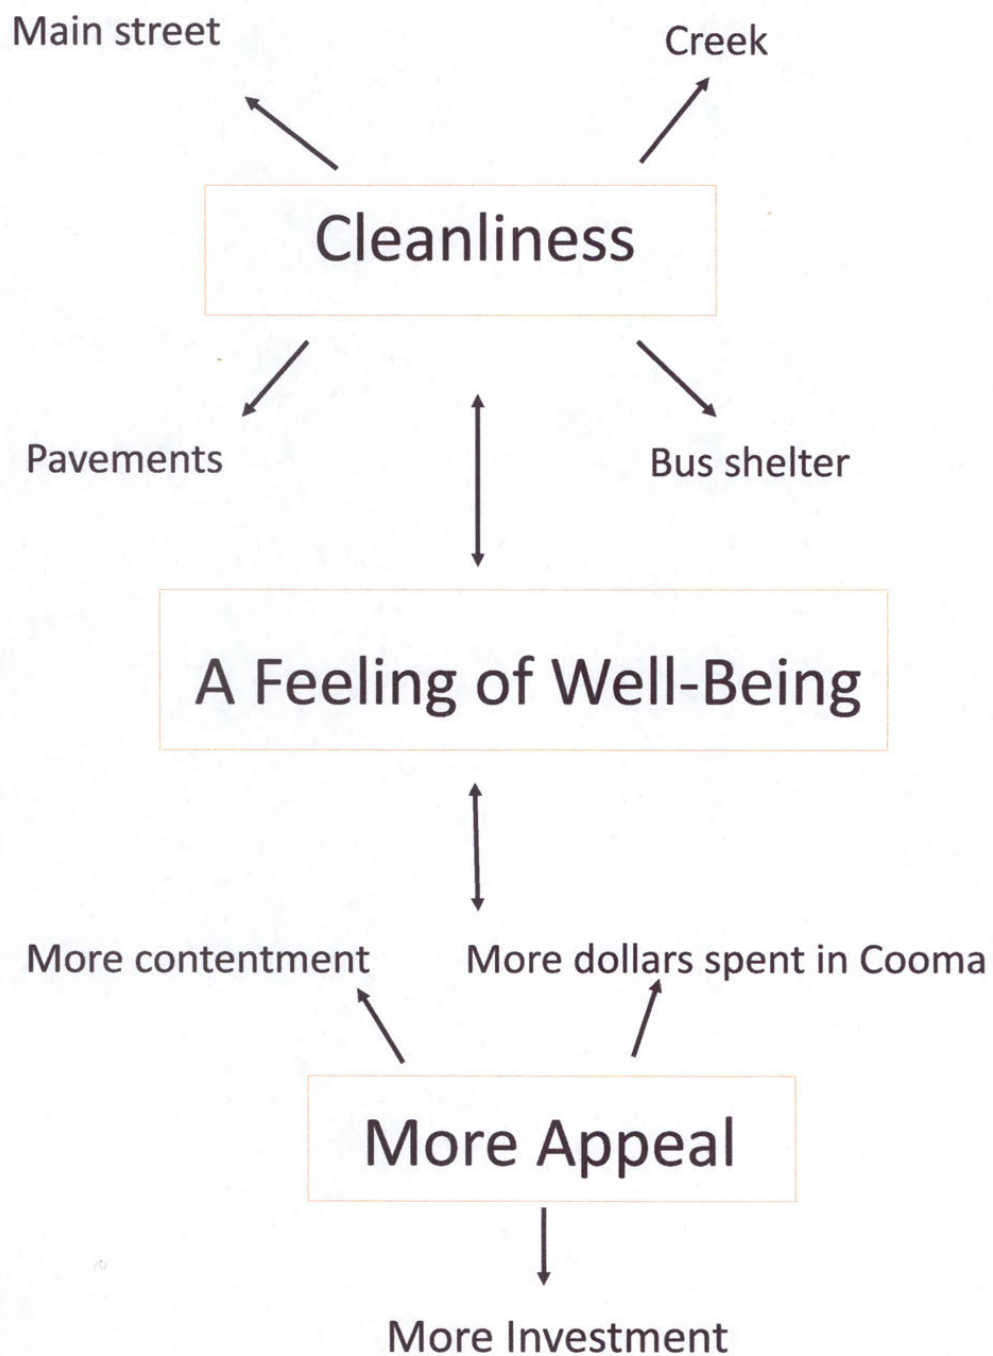 Main street
Creek
Cleanliness
Pavements
Bus shelter
A Feeling of Well-Being
More contentment
More dollars spent in Cooma
More Appeal
More Investment